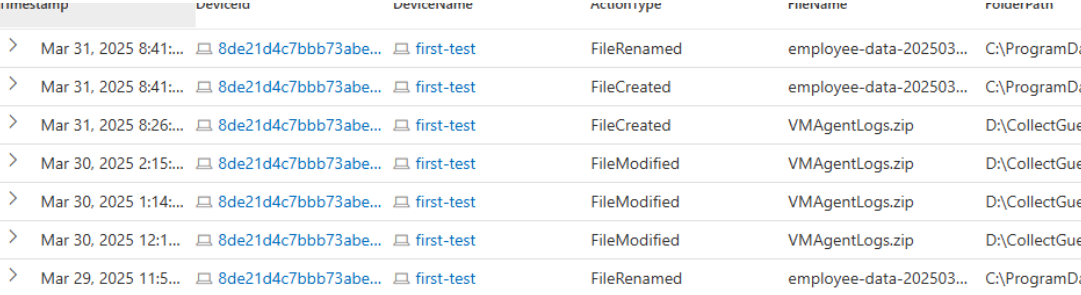 Timestamp DeviceId DeviceName ActionType FileName FolderPath
Mar 31, 2025 8:41:... 8de21d4c7bbb73abe... first-test FileRenamed employee-data-202503... C:\ProgramDa
Mar 31, 2025 8:41:... 8de21d4c7bbb73abe... first-test FileCreated employee-data-202503... C:\ProgramDa
Mar 31, 2025 8:26:... 8de21d4c7bbb73abe... first-test FileCreated VMAgentLogs.zip D:\CollectGue
Mar 30, 2025 2:15:... 8de21d4c7bbb73abe... first-test FileModified VMAgentLogs.zip D:\CollectGue
Mar 30, 2025 1:14:... 8de21d4c7bbb73abe... first-test FileModified VMAgentLogs.zip D:\CollectGue
Mar 30, 2025 12:1... 8de21d4c7bbb73abe... first-test FileModified VMAgentLogs.zip D:\CollectGue
Mar 29, 2025 11:5... 8de21d4c7bbb73abe... first-test FileRenamed employee-data-202503... C:\ProgramDa